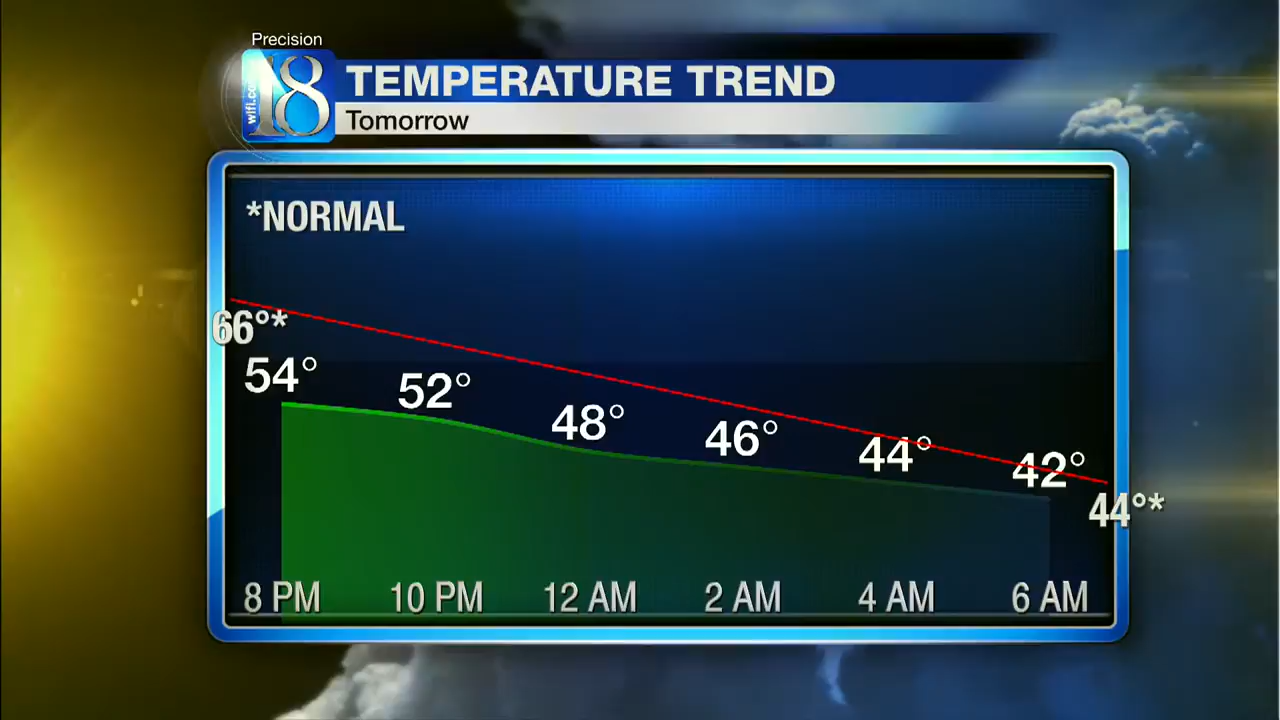 Precision
wlfi.com
18
TEMPERATURE TREND
Tomorrow
*NORMAL
66°*
54° 52° 48° 46° 44° 42°
44°*
8 PM 10 PM 12 AM 2 AM 4 AM 6 AM